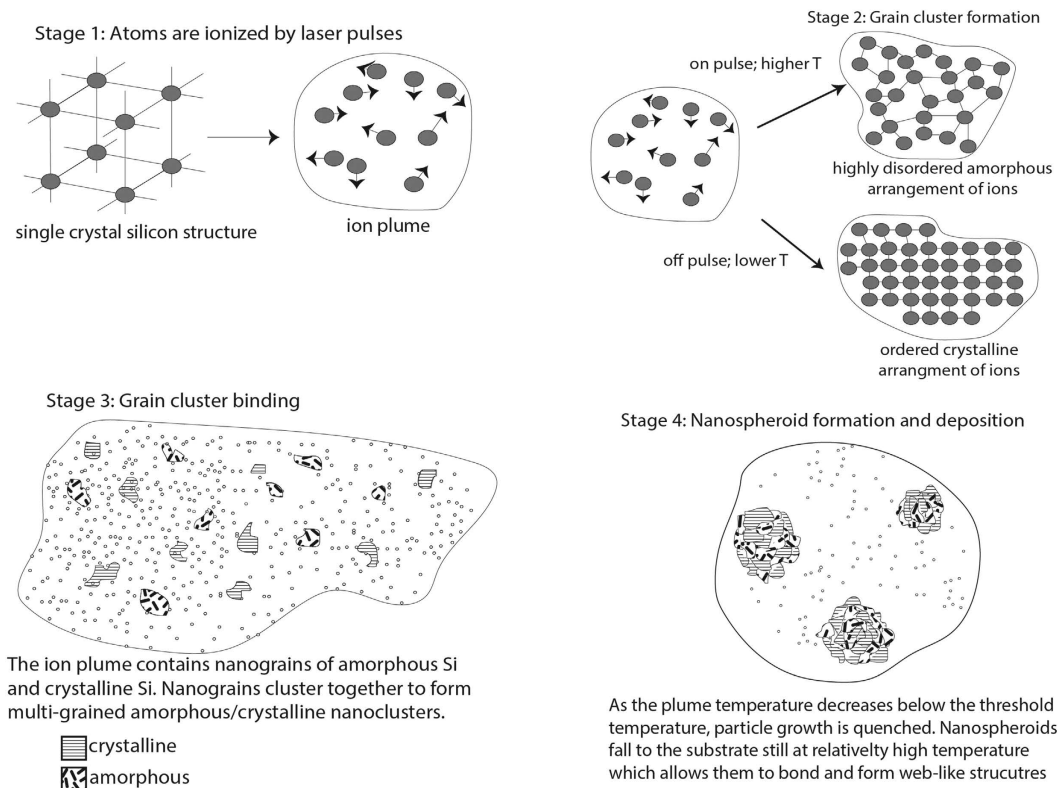 Stage 1: Atoms are ionized by laser pulses
single crystal silicon structure
ion plume
Stage 2: Grain cluster formation
on pulse; higher T
highly disordered amorphous
arrangement of ions
off pulse; lower T
ordered crystalline
arrangment of ions
Stage 3: Grain cluster binding
The ion plume contains nanograins of amorphous Si
and crystalline Si. Nanograins cluster together to form
multi-grained amorphous/crystalline nanoclusters.
crystalline
amorphous
Stage 4: Nanospheroid formation and deposition
As the plume temperature decreases below the threshold
temperature, particle growth is quenched. Nanospheroids
fall to the substrate still at relativelty high temperature
which allows them to bond and form web-like strucutres